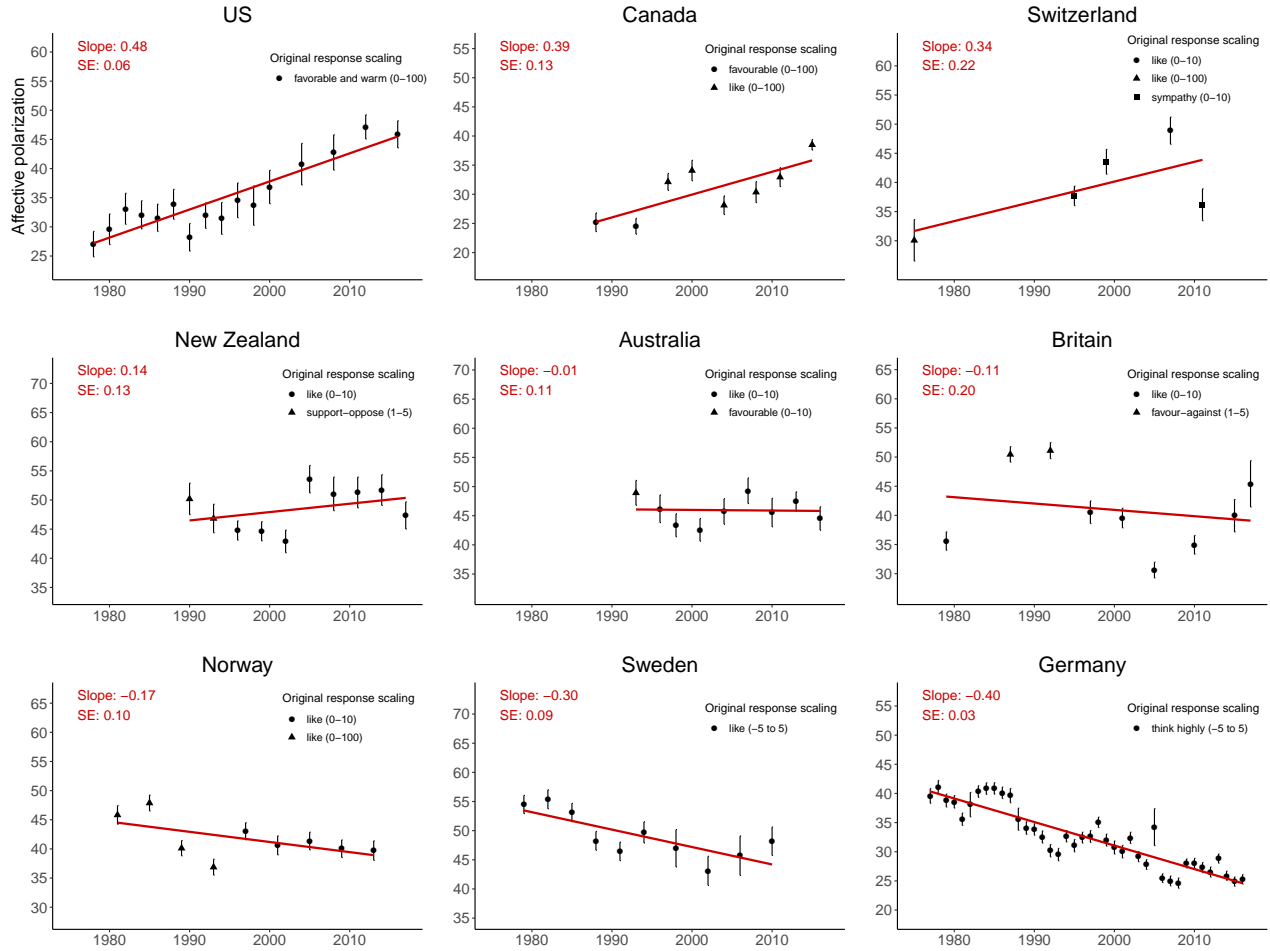 US
Slope: 0.48
SE: 0.06
Original response scaling
favorable and warm (0−100)
Affective polarization
60
55
50
45
40
35
30
25
1980
1990
2000
2010
Canada
Slope: 0.39
SE: 0.13
Original response scaling
favourable (0−100)
like (0−100)
55
50
45
40
35
30
25
20
1980
1990
2000
2010
Switzerland
Slope: 0.34
SE: 0.22
Original response scaling
like (0−10)
like (0−100)
sympathy (0−10)
60
55
50
45
40
35
30
1980
1990
2000
2010
New Zealand
Slope: 0.14
SE: 0.13
Original response scaling
like (0−10)
support−oppose (1−5)
70
65
60
55
50
45
40
35
1980
1990
2000
2010
Australia
Slope: −0.01
SE: 0.11
Original response scaling
like (0−10)
favourable (0−10)
70
65
60
55
50
45
40
35
1980
1990
2000
2010
Britain
Slope: −0.11
SE: 0.20
Original response scaling
like (0−10)
favour−against (1−5)
65
60
55
50
45
40
35
30
1980
1990
2000
2010
Norway
Slope: −0.17
SE: 0.10
Original response scaling
like (0−10)
like (0−100)
65
60
55
50
45
40
35
30
1980
1990
2000
2010
Sweden
Slope: −0.30
SE: 0.09
Original response scaling
like (−5 to 5)
70
65
60
55
50
45
40
35
1980
1990
2000
2010
Germany
Slope: −0.40
SE: 0.03
Original response scaling
think highly (−5 to 5)
55
50
45
40
35
30
25
20
1980
1990
2000
2010